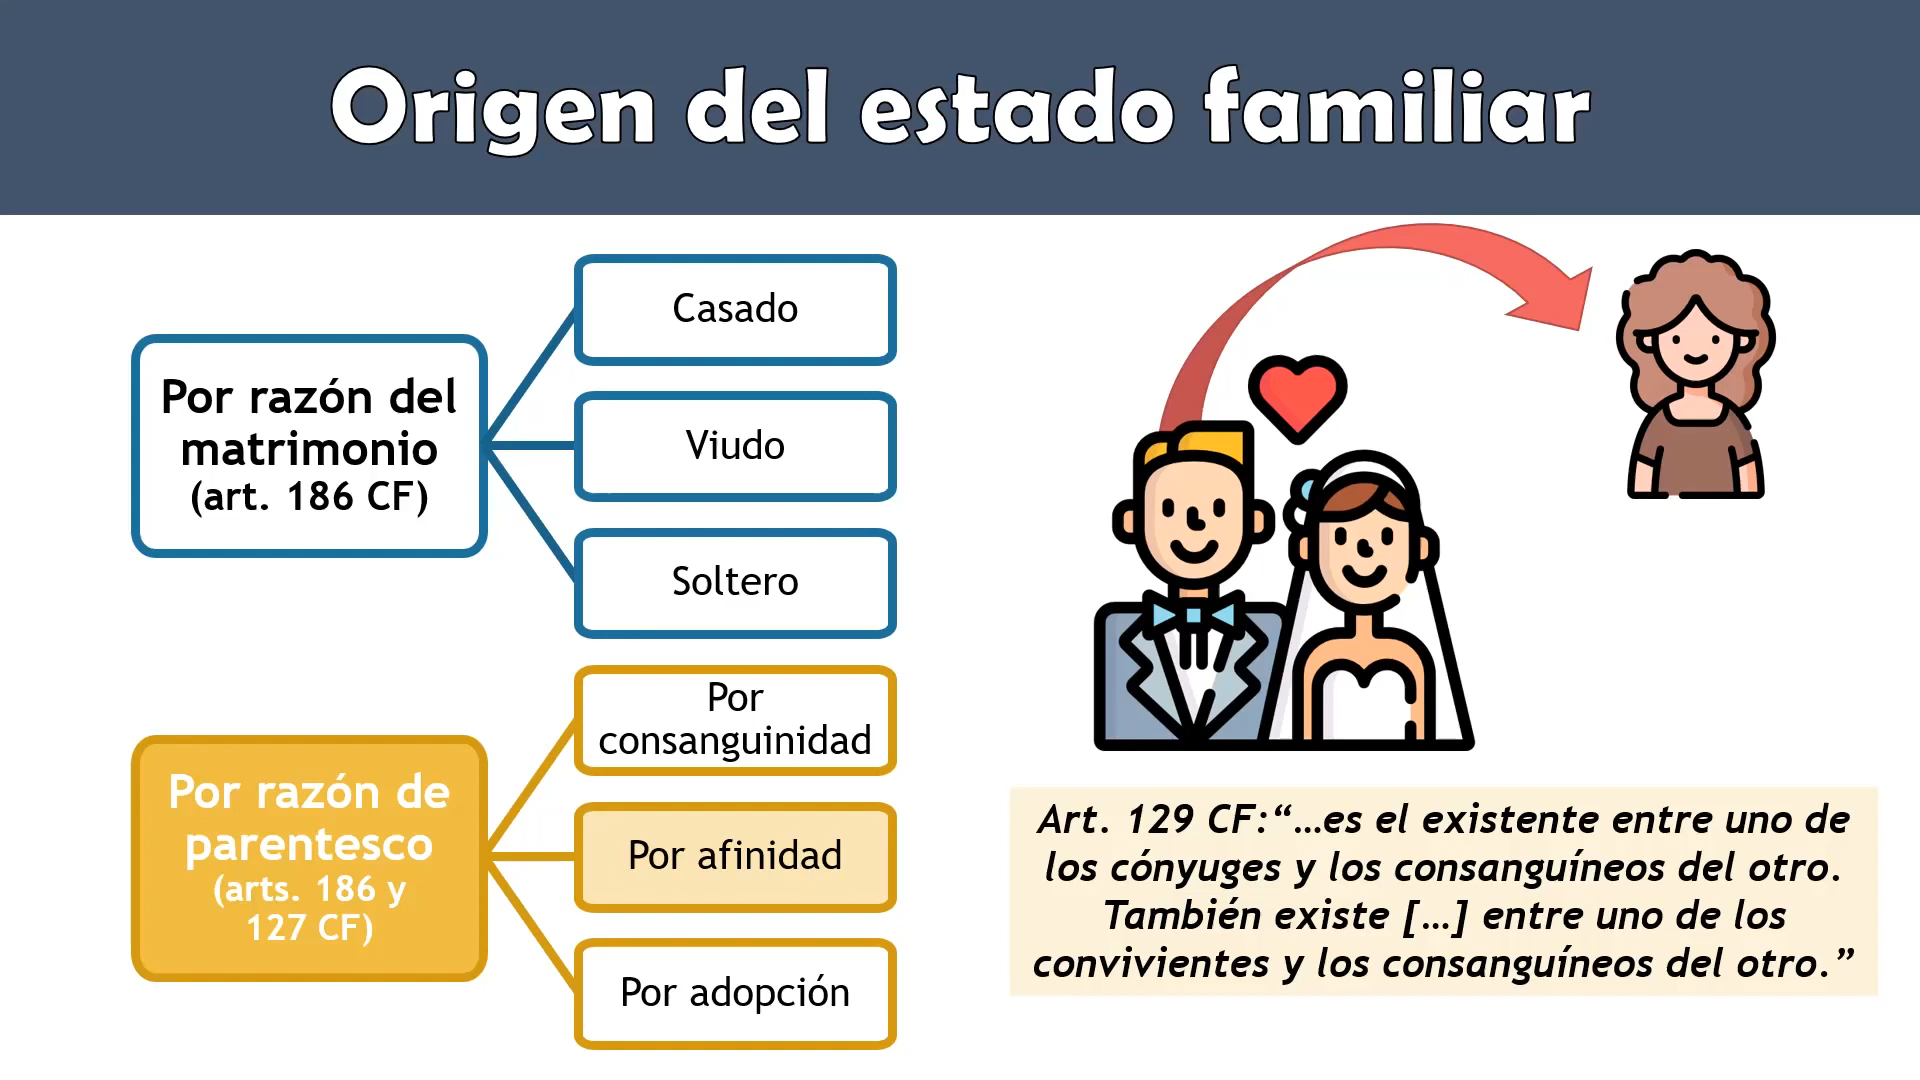 Origen del estado familiar
Por razón del
matrimonio
(art. 186 CF)
Casado
Viudo
Soltero
Por razón de
parentesco
(arts. 186 y
127 CF)
Por
consanguinidad
Por afinidad
Por adopción
Art. 129 CF:“…es el existente entre uno de
los cónyuges y los consanguíneos del otro.
También existe […] entre uno de los
convivientes y los consanguíneos del otro.”